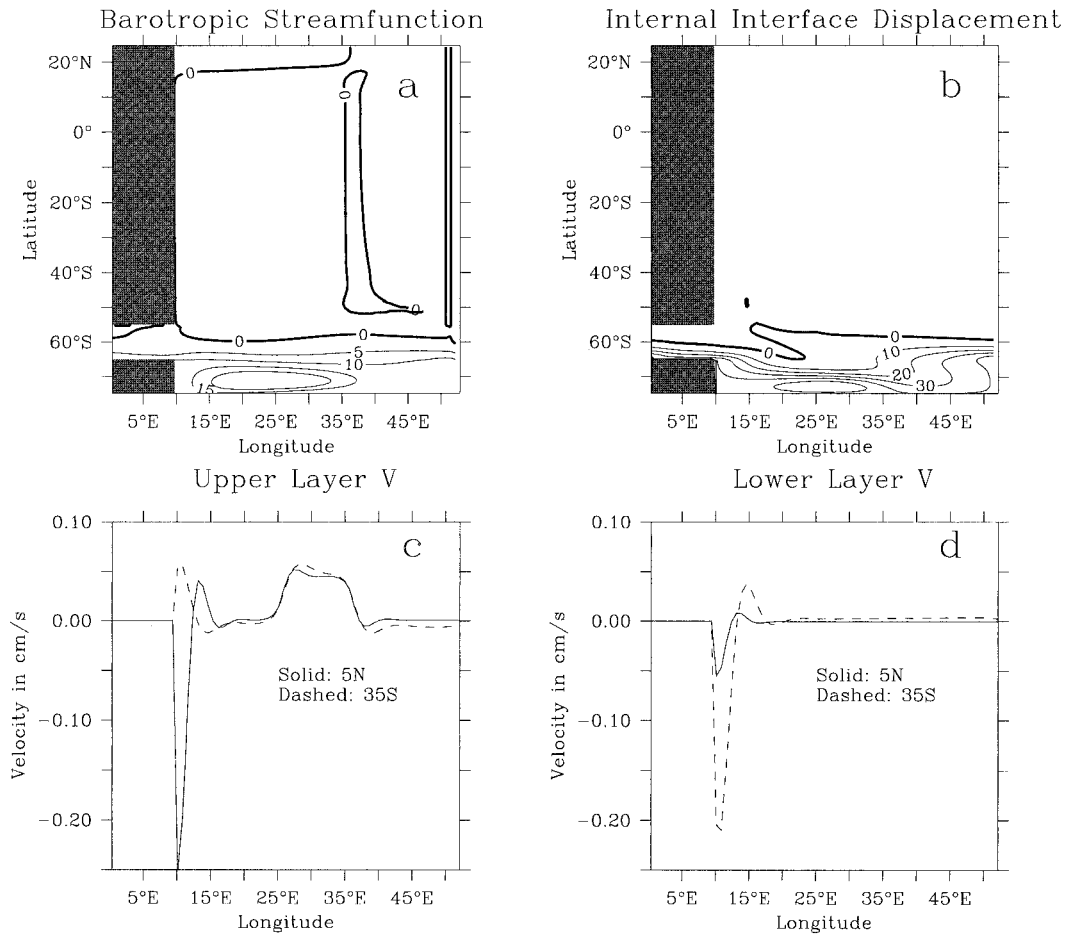 Barotropic Streamfunction
Internal Interface Displacement
20°N
0°
20°S
40°S
60°S
Latitude
a
0
0
0
0
0
5
10
15
5°E 15°E 25°E 35°E 45°E
Longitude
20°N
0°
20°S
40°S
60°S
Latitude
b
0
0
10
20
30
5°E 15°E 25°E 35°E 45°E
Longitude
Upper Layer V
Lower Layer V
0.10
0.00
−0.10
−0.20
Velocity in cm/s
c
Solid: 5N
Dashed: 35S
5°E 15°E 25°E 35°E 45°E
Longitude
0.10
0.00
−0.10
−0.20
Velocity in cm/s
d
Solid: 5N
Dashed: 35S
5°E 15°E 25°E 35°E 45°E
Longitude